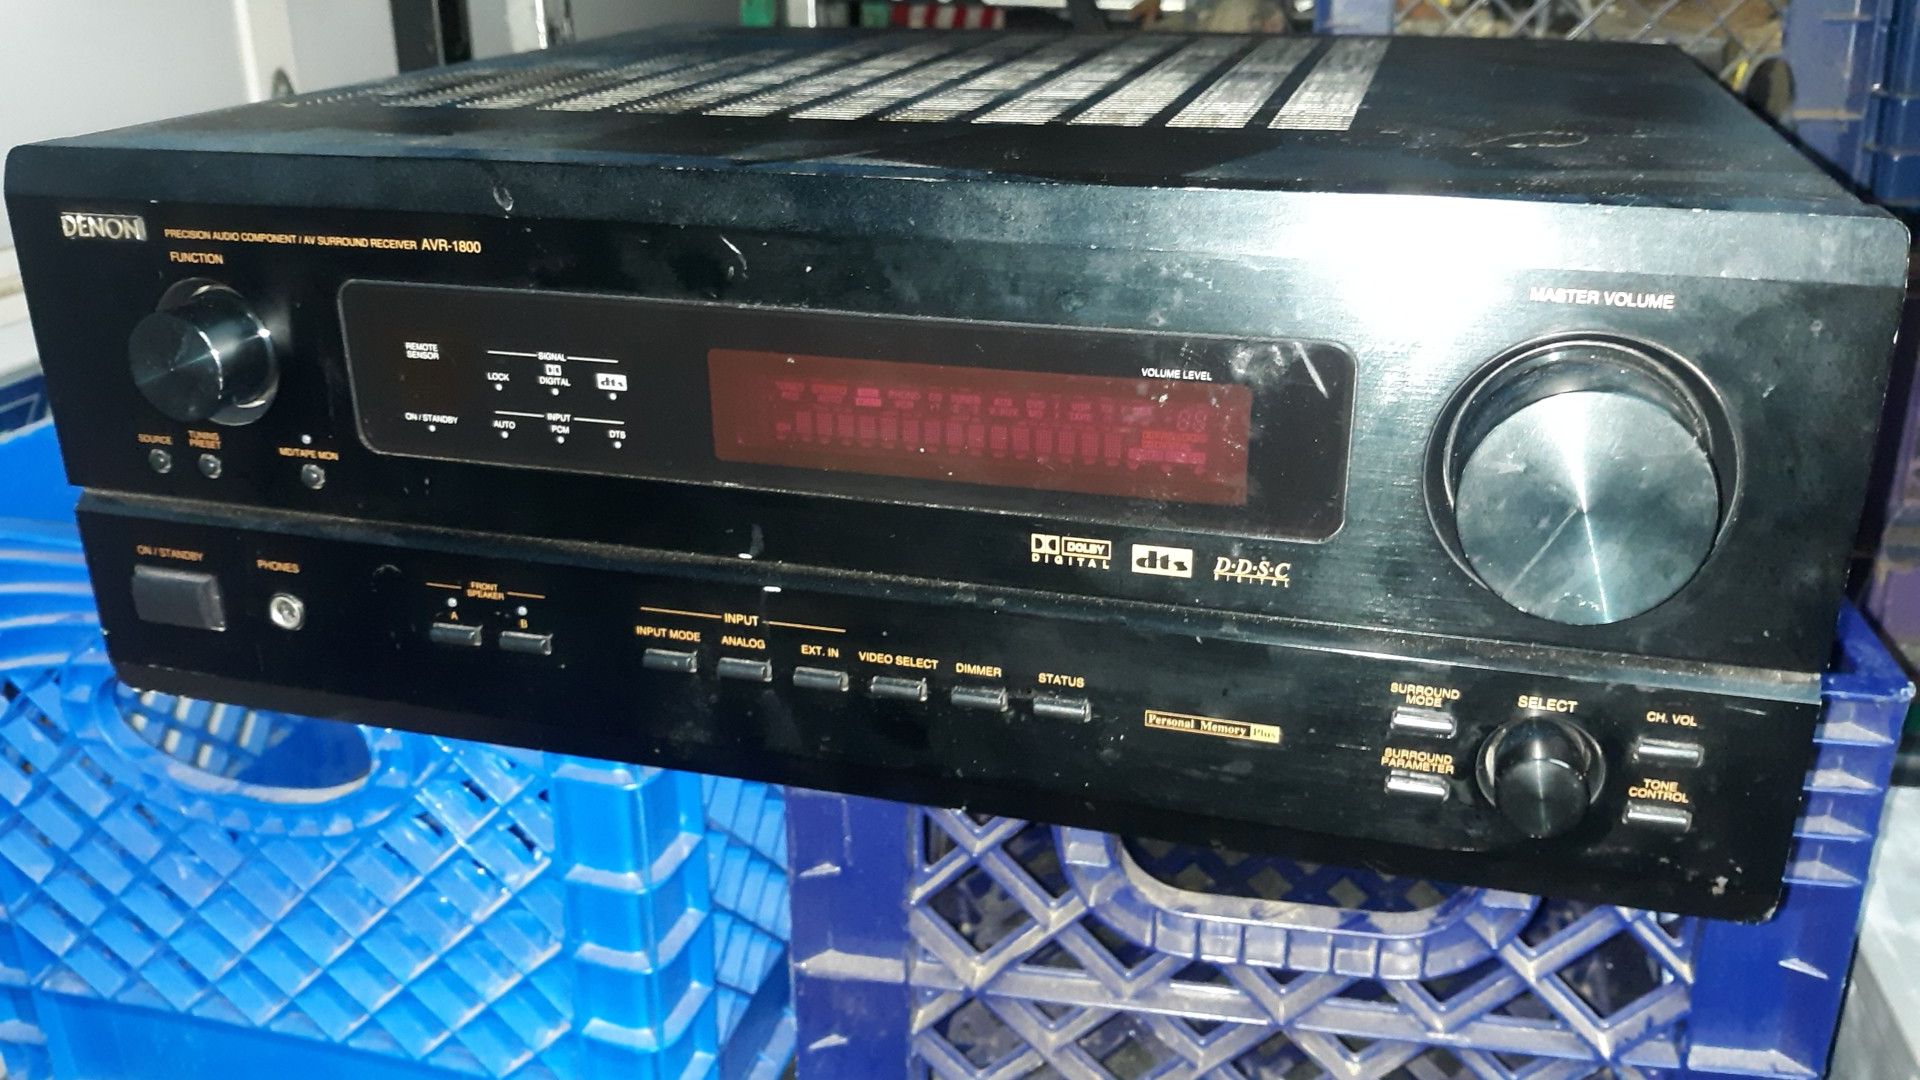 DENON
PRECISION AUDIO COMPONENT / AV SURROUND RECEIVER AVR-1800
FUNCTION
MASTER VOLUME
REMOTE
SENSOR
SIGNAL
LOCK
DIGITAL
dts
VOLUME LEVEL
ON / STANDBY
INPUT
AUTO
PCM
DTS
SOURCE
TUNING
PRESET
MD/TAPE MON
DOLBY
DIGITAL
dts
D·D·S·C
DIGITAL
ON / STANDBY
PHONES
FRONT
SPEAKER
A
B
INPUT
INPUT MODE
ANALOG
EXT. IN
VIDEO SELECT
DIMMER
STATUS
Personal Memory Plus
SURROUND
MODE
SELECT
CH. VOL
SURROUND
PARAMETER
TONE
CONTROL